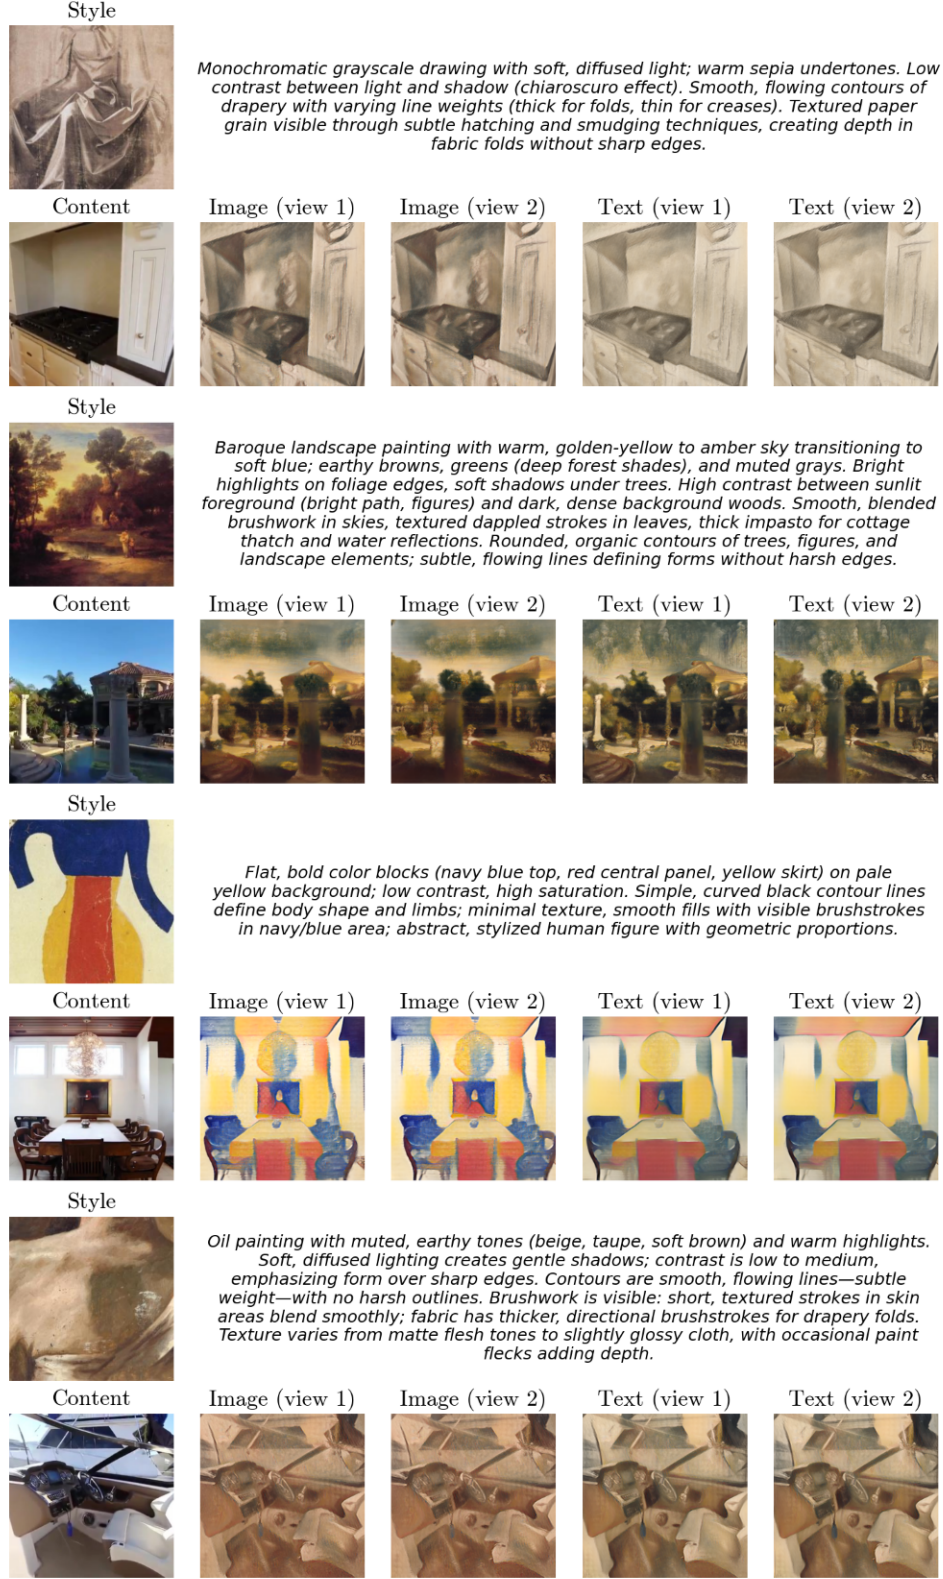 Style
Monochromatic grayscale drawing with soft, diffused light; warm sepia undertones. Low
contrast between light and shadow (chiaroscuro effect). Smooth, flowing contours of
drapery with varying line weights (thick for folds, thin for creases). Textured paper
grain visible through subtle hatching and smudging techniques, creating depth in
fabric folds without sharp edges.
Content Image (view 1) Image (view 2) Text (view 1) Text (view 2)
Style
Baroque landscape painting with warm, golden-yellow to amber sky transitioning to
soft blue; earthy browns, greens (deep forest shades), and muted grays. Bright
highlights on foliage edges, soft shadows under trees. High contrast between sunlit
foreground (bright path, figures) and dark, dense background woods. Smooth, blended
brushwork in skies, textured dappled strokes in leaves, thick impasto for cottage
thatch and water reflections. Rounded, organic contours of trees, figures, and
landscape elements; subtle, flowing lines defining forms without harsh edges.
Content Image (view 1) Image (view 2) Text (view 1) Text (view 2)
Style
Flat, bold color blocks (navy blue top, red central panel, yellow skirt) on pale
yellow background; low contrast, high saturation. Simple, curved black contour lines
define body shape and limbs; minimal texture, smooth fills with visible brushstrokes
in navy/blue area; abstract, stylized human figure with geometric proportions.
Content Image (view 1) Image (view 2) Text (view 1) Text (view 2)
Style
Oil painting with muted, earthy tones (beige, taupe, soft brown) and warm highlights.
Soft, diffused lighting creates gentle shadows; contrast is low to medium,
emphasizing form over sharp edges. Contours are smooth, flowing lines—subtle
weight—with no harsh outlines. Brushwork is visible: short, textured strokes in skin
areas blend smoothly; fabric has thicker, directional brushstrokes for drapery folds.
Texture varies from matte flesh tones to slightly glossy cloth, with occasional paint
flecks adding depth.
Content Image (view 1) Image (view 2) Text (view 1) Text (view 2)